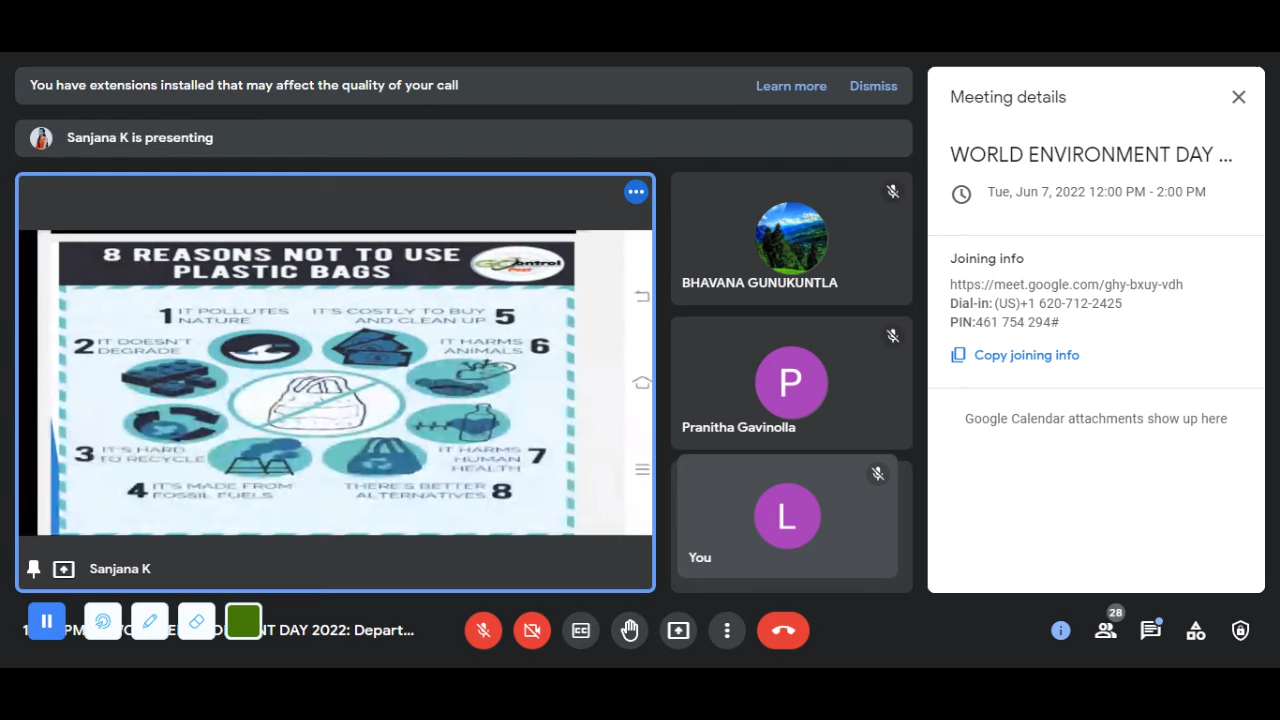 You have extensions installed that may affect the quality of your call
Learn more
Dismiss
Sanjana K is presenting
8 REASONS NOT TO USE
PLASTIC BAGS
1 IT POLLUTES
NATURE
IT'S COSTLY TO BUY
AND CLEAN UP 5
2 IT DOESN'T
DEGRADE
IT HARMS
ANIMALS 6
3 IT'S HARD
TO RECYCLE
IT HARMS
HUMAN
HEALTH 7
4 IT'S MADE FROM
FOSSIL FUELS
THERE'S BETTER
ALTERNATIVES 8
Sanjana K
BHAVANA GUNUKUNTLA
P
Pranitha Gavinolla
L
You
Meeting details
WORLD ENVIRONMENT DAY ...
Tue, Jun 7, 2022 12:00 PM - 2:00 PM
Joining info
https://meet.google.com/ghy-bxuy-vdh
Dial-in: (US)+1 620-712-2425
PIN:461 754 294#
Copy joining info
Google Calendar attachments show up here
NT DAY 2022: Depart...
28